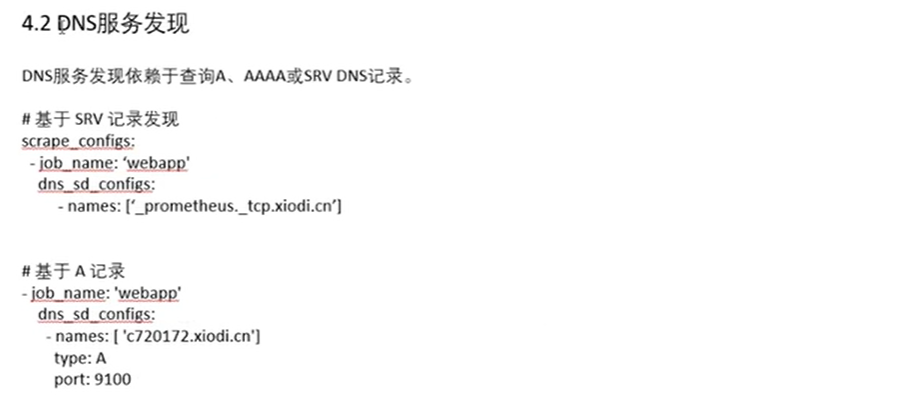 4.2 DNS服务发现
DNS服务发现依赖于查询A、AAAA或SRV DNS记录。
# 基于 SRV 记录发现
scrape_configs:
- job_name: ‘webapp'
dns_sd_configs:
- names: [‘_prometheus._tcp.xiodi.cn’]
# 基于 A 记录
- job_name: 'webapp'
dns_sd_configs:
- names: [ 'c720172.xiodi.cn']
type: A
port: 9100